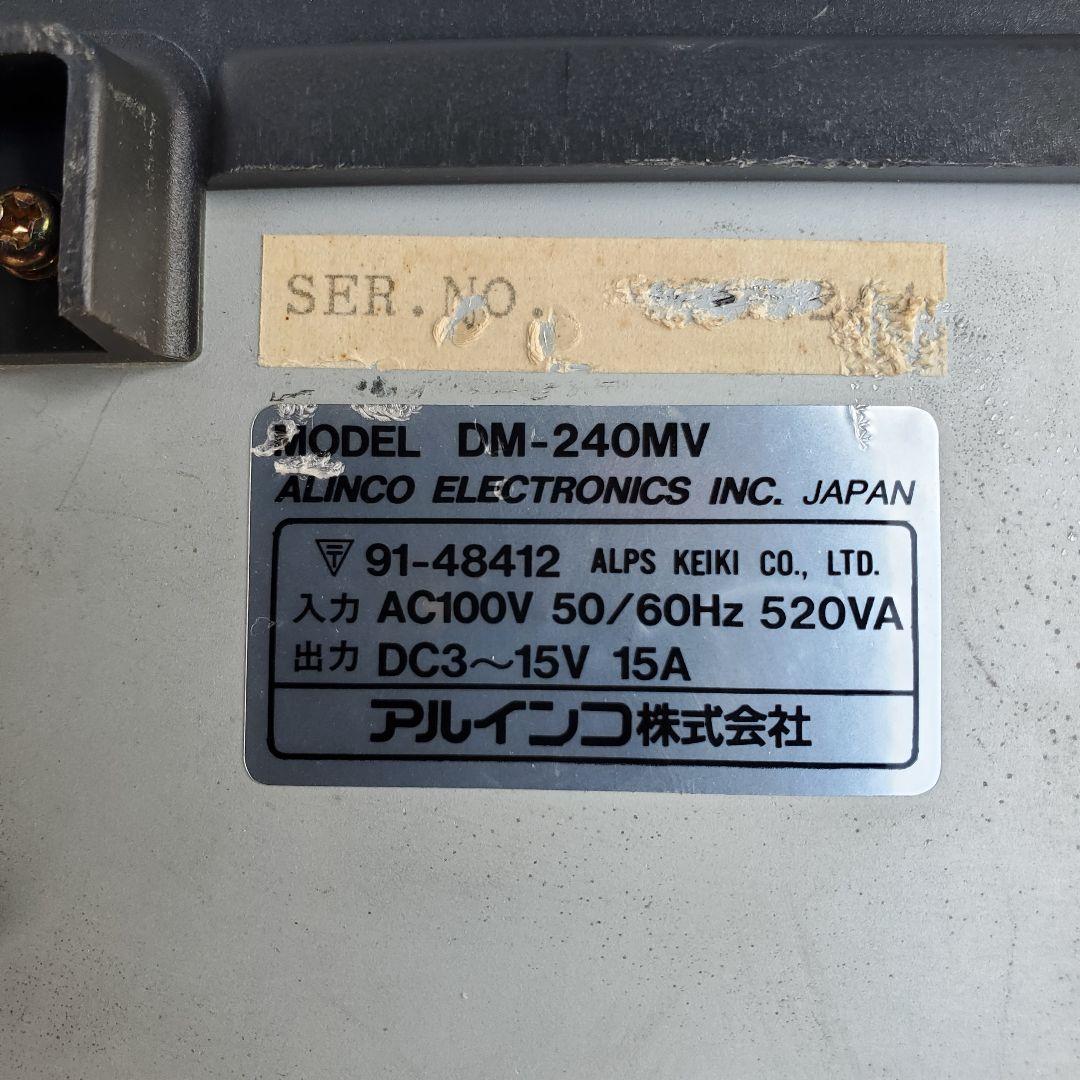 SER.NO.
MODEL DM-240MV
ALINCO ELECTRONICS INC. JAPAN
〒 91-48412 ALPS KEIKI CO., LTD.
入力 AC100V 50/60Hz 520VA
出力 DC3～15V 15A
アルインコ株式会社